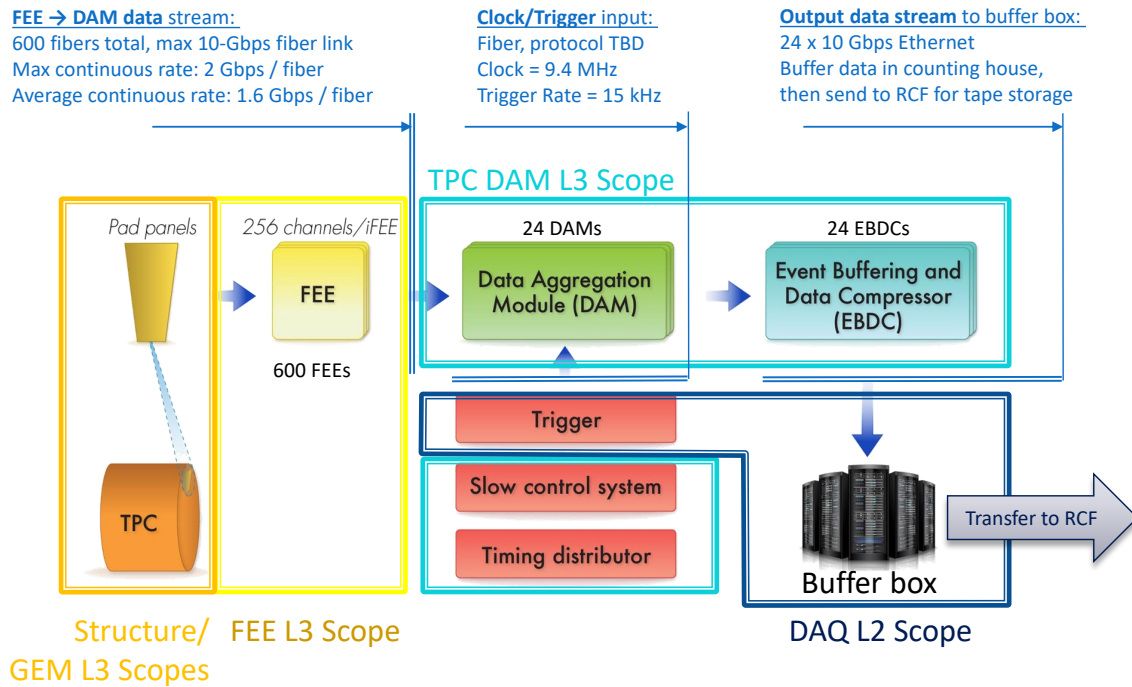 FEE → DAM data stream:
600 fibers total, max 10-Gbps fiber link
Max continuous rate: 2 Gbps / fiber
Average continuous rate: 1.6 Gbps / fiber
Clock/Trigger input:
Fiber, protocol TBD
Clock = 9.4 MHz
Trigger Rate = 15 kHz
Output data stream to buffer box:
24 x 10 Gbps Ethernet
Buffer data in counting house,
then send to RCF for tape storage
TPC DAM L3 Scope
Pad panels
256 channels/iFEE
24 DAMs
24 EBDCs
FEE
Data Aggregation
Module (DAM)
Event Buffering and
Data Compressor
(EBDC)
600 FEEs
Trigger
Slow control system
TPC
Transfer to RCF
Timing distributor
Buffer box
Structure/
GEM L3 Scopes
FEE L3 Scope
DAQ L2 Scope